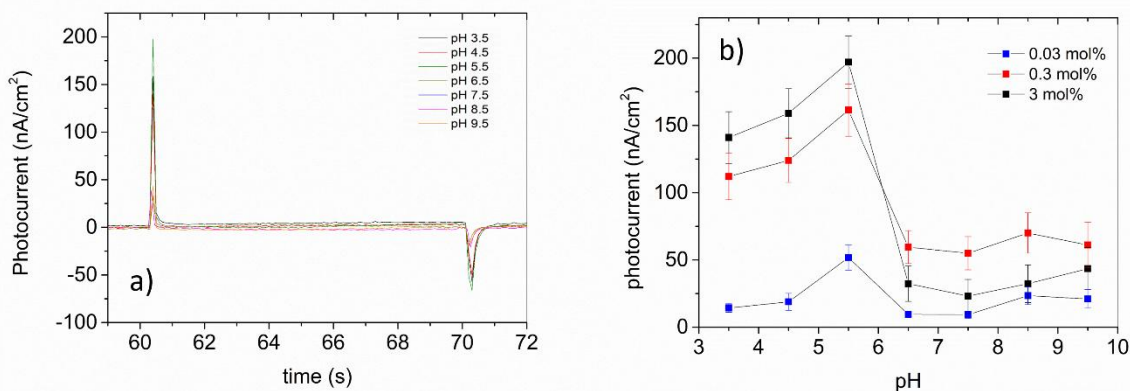 200
150
100
50
0
-50
-100
Photocurrent (nA/cm²)
60 62 64 66 68 70 72
time (s)
pH 3.5
pH 4.5
pH 5.5
pH 6.5
pH 7.5
pH 8.5
pH 9.5
a)
b)
200
150
100
50
0
photocurrent (nA/cm²)
3 4 5 6 7 8 9 10
pH
0.03 mol%
0.3 mol%
3 mol%